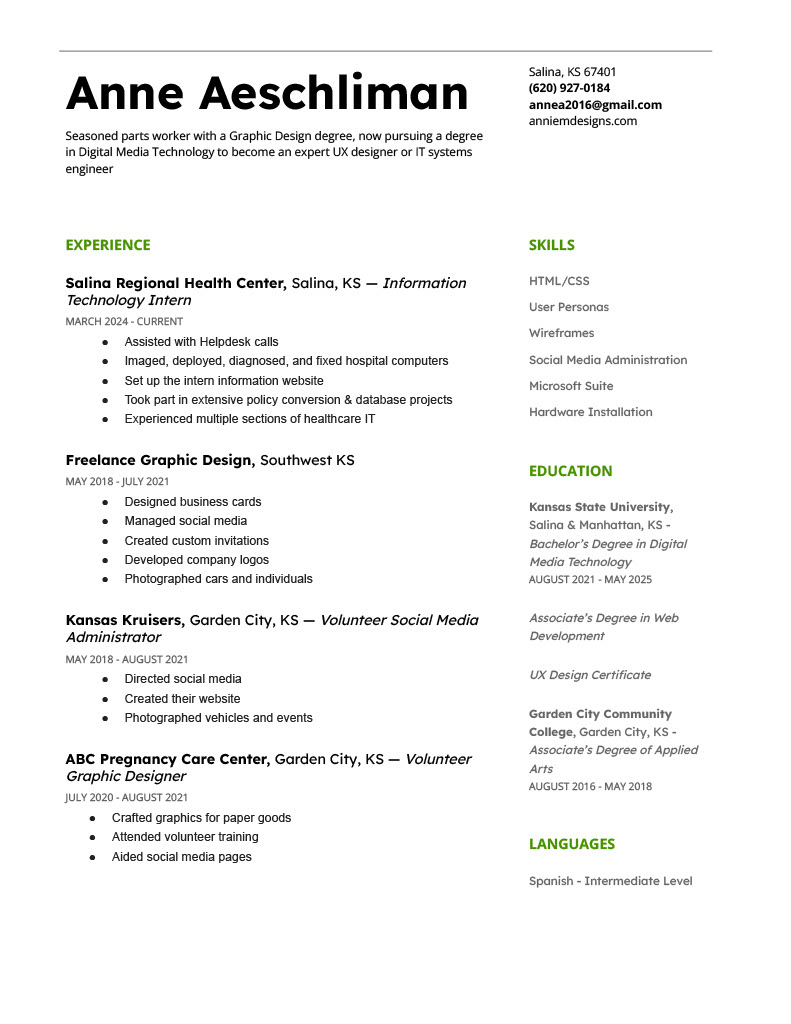 Anne Aeschliman
Seasoned parts worker with a Graphic Design degree, now pursuing a degree
in Digital Media Technology to become an expert UX designer or IT systems
engineer
Salina, KS 67401
(620) 927-0184
annea2016@gmail.com
anniemdesigns.com
EXPERIENCE
Salina Regional Health Center, Salina, KS — Information
Technology Intern
MARCH 2024 - CURRENT
● Assisted with Helpdesk calls
● Imaged, deployed, diagnosed, and fixed hospital computers
● Set up the intern information website
● Took part in extensive policy conversion & database projects
● Experienced multiple sections of healthcare IT
Freelance Graphic Design, Southwest KS
MAY 2018 - JULY 2021
● Designed business cards
● Managed social media
● Created custom invitations
● Developed company logos
● Photographed cars and individuals
Kansas Kruisers, Garden City, KS — Volunteer Social Media
Administrator
MAY 2018 - AUGUST 2021
● Directed social media
● Created their website
● Photographed vehicles and events
ABC Pregnancy Care Center, Garden City, KS — Volunteer
Graphic Designer
JULY 2020 - AUGUST 2021
● Crafted graphics for paper goods
● Attended volunteer training
● Aided social media pages
SKILLS
HTML/CSS
User Personas
Wireframes
Social Media Administration
Microsoft Suite
Hardware Installation
EDUCATION
Kansas State University,
Salina & Manhattan, KS -
Bachelor's Degree in Digital
Media Technology
AUGUST 2021 - MAY 2025
Associate's Degree in Web
Development
UX Design Certificate
Garden City Community
College, Garden City, KS -
Associate's Degree of Applied
Arts
AUGUST 2016 - MAY 2018
LANGUAGES
Spanish - Intermediate Level